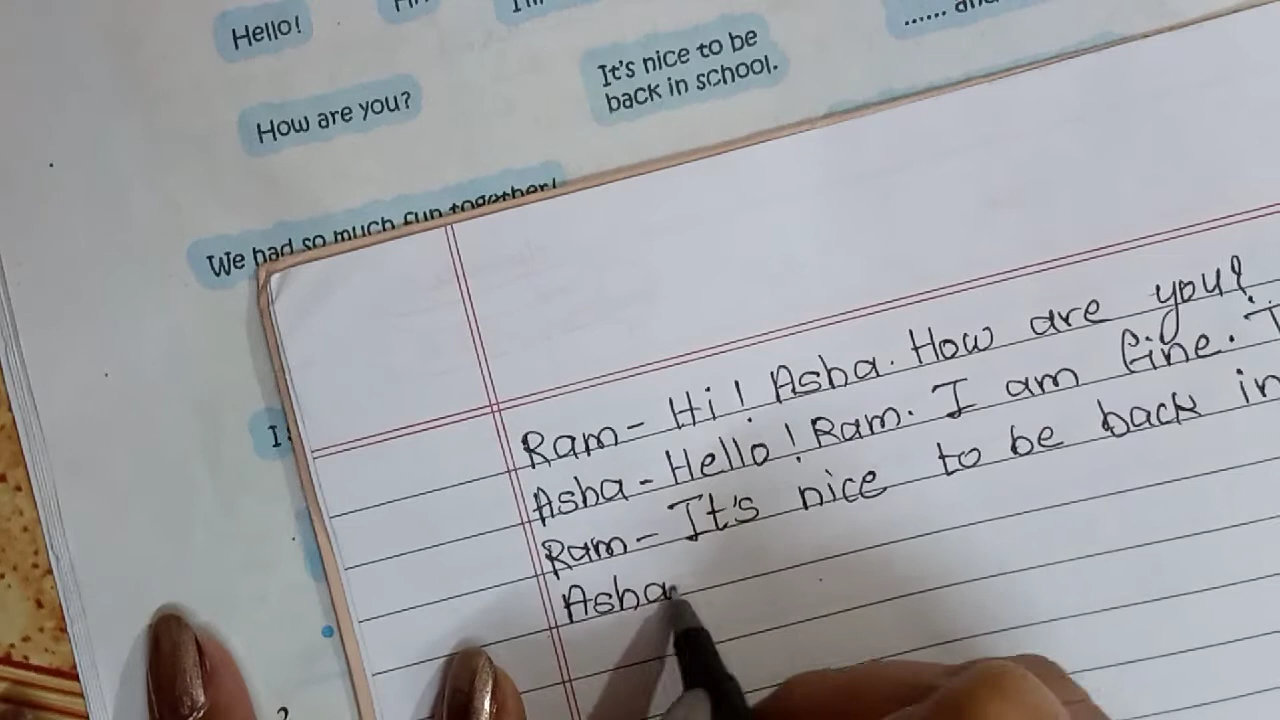 Hello!
It's nice to be
back in school.
...... and
How are you?
We had so much fun together!
I
Ram - Hi! Asha. How are you?
Asha - Hello! Ram. I am fine. T
Ram - It's nice to be back in
Asha
?